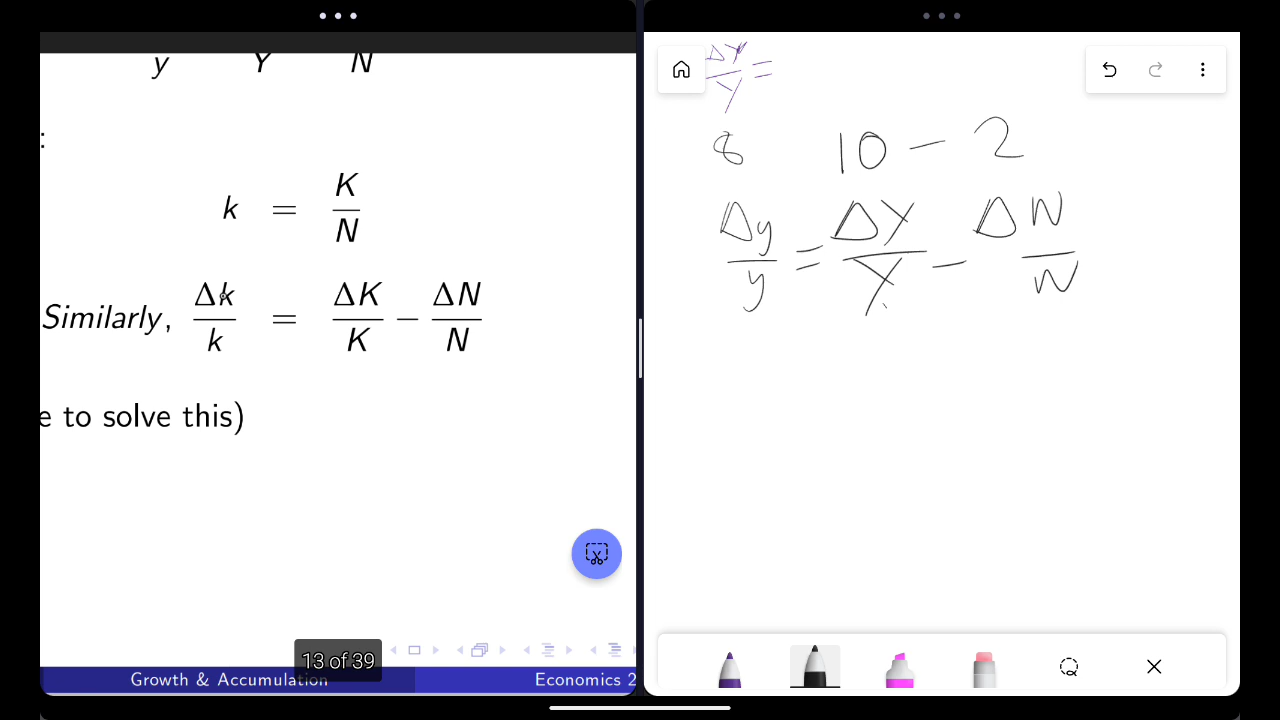 y Y N
:
k = K/N
Similarly, Δk/k = ΔK/K − ΔN/N
e to solve this)
13 of 39
Growth & Accumulation Economics 2
ΔY/Y =
8 10 − 2
Δy/y = ΔY/Y − ΔN/N